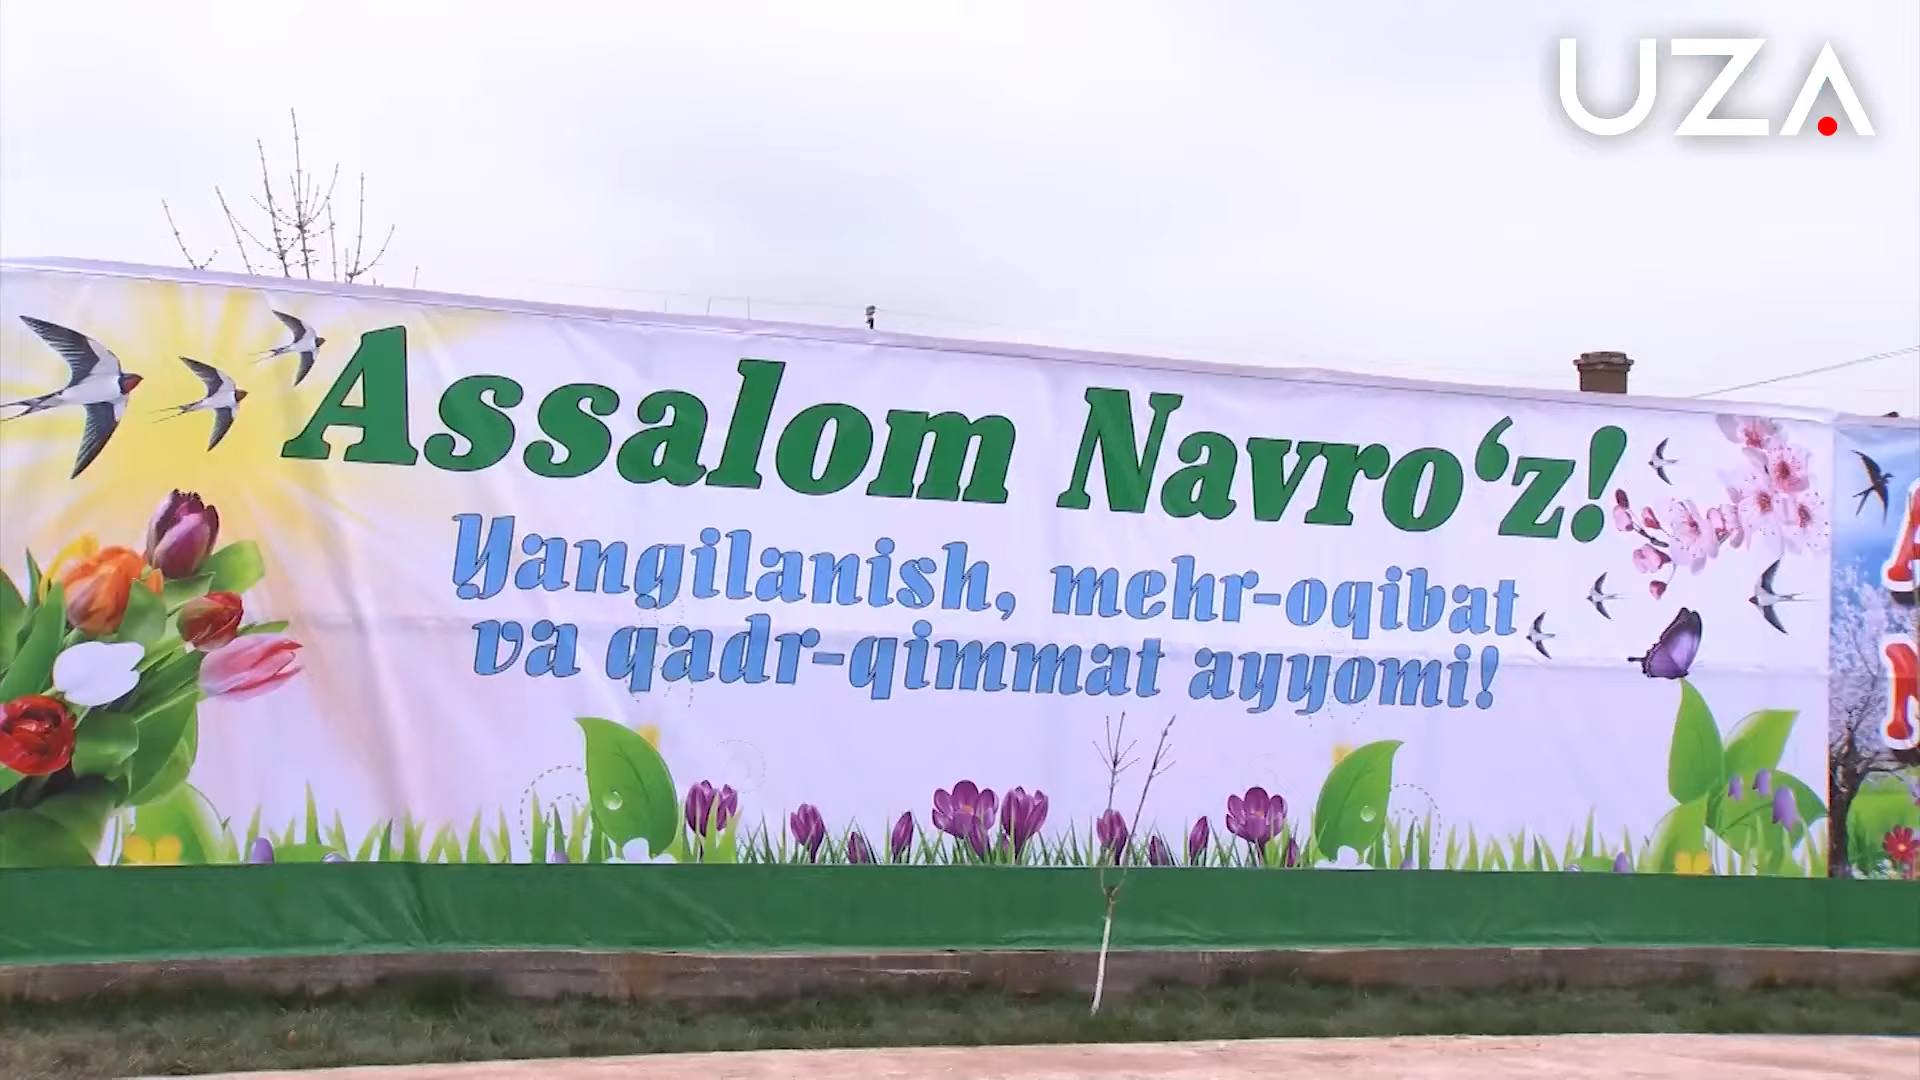 UZA
Assalom Navro‘z!
Yangilanish, mehr-oqibat
va qadr-qimmat ayyomi!